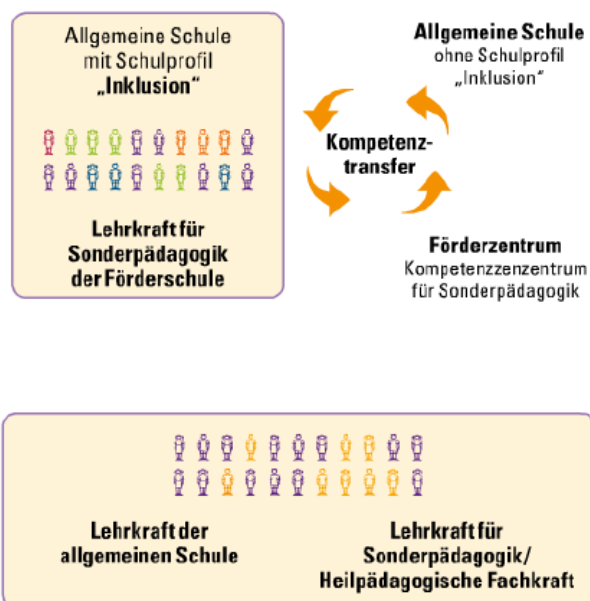 Allgemeine Schule
mit Schulprofil
„Inklusion“
Lehrkraft für
Sonderpädagogik
der Förderschule
Allgemeine Schule
ohne Schulprofil
„Inklusion“
Kompetenz-
transfer
Förderzentrum
Kompetenzzenzentrum
für Sonderpädagogik
Lehrkraft der
allgemeinen Schule
Lehrkraft für
Sonderpädagogik/
Heilpädagogische Fachkraft